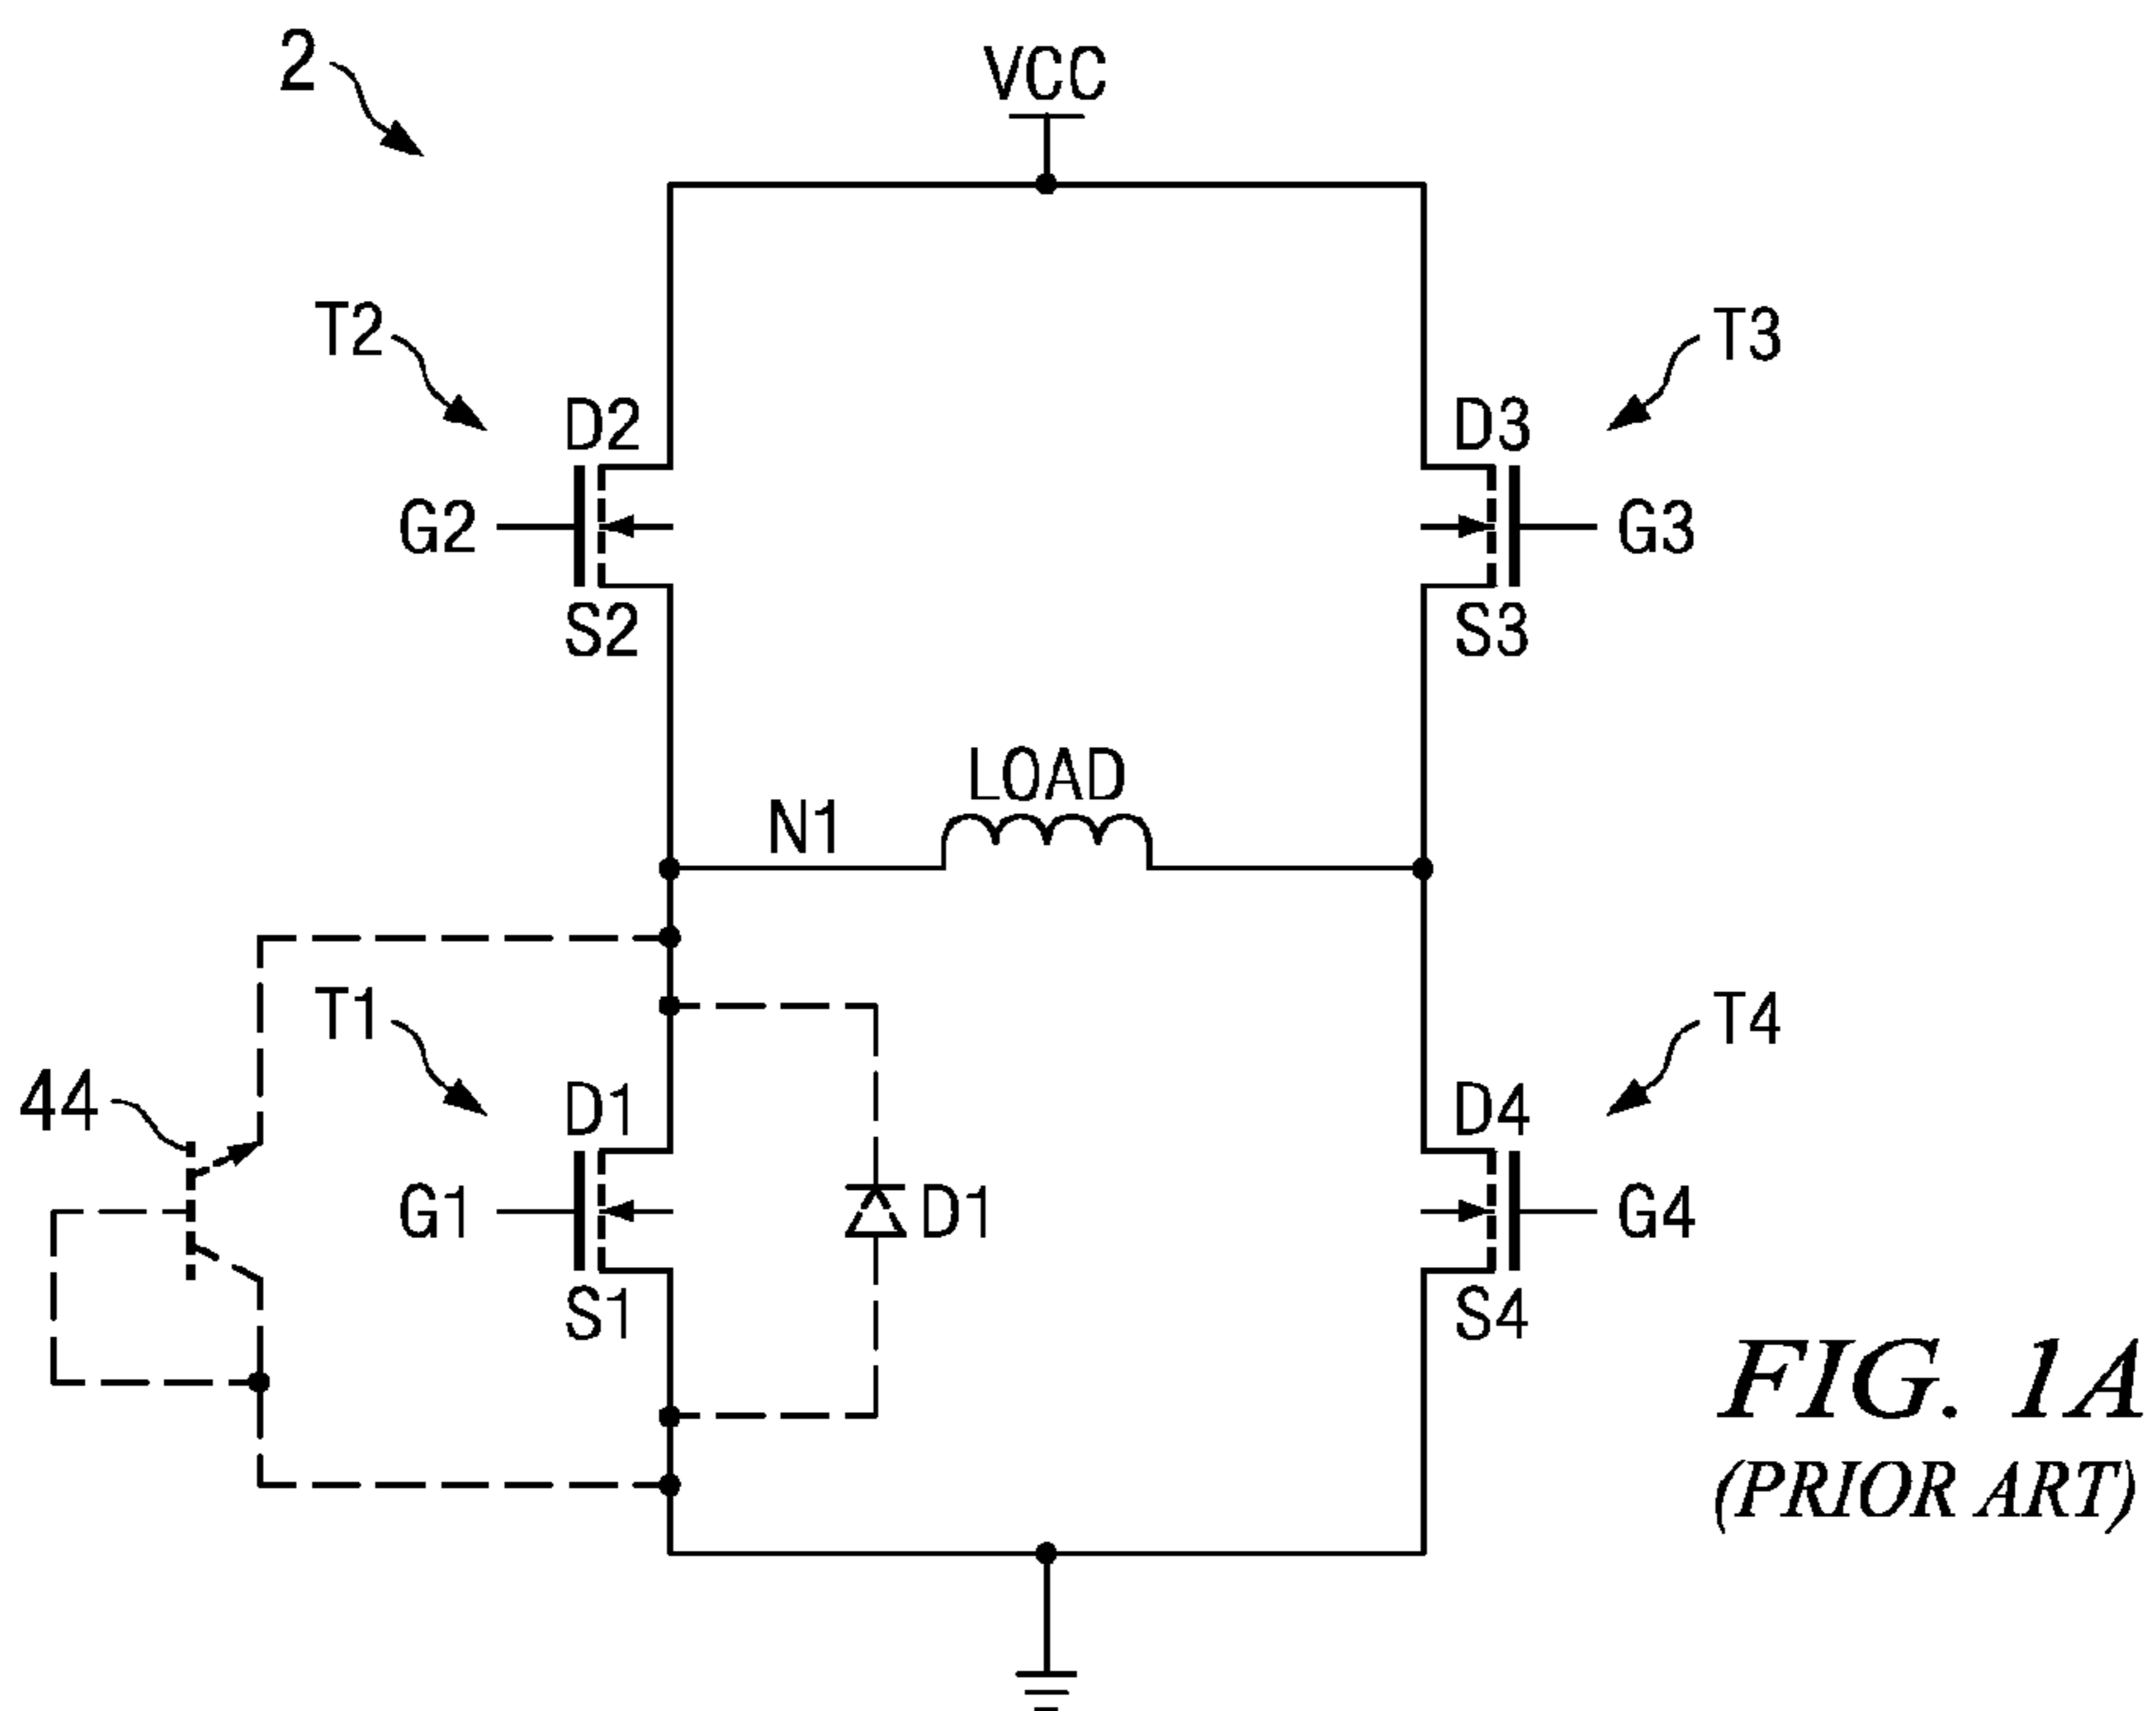 2
VCC
T2
T3
D2
D3
G2
G3
S2
S3
LOAD
N1
T1
T4
44
D1
D4
G1
D1
G4
S1
S4
FIG. 1A
(PRIOR ART)